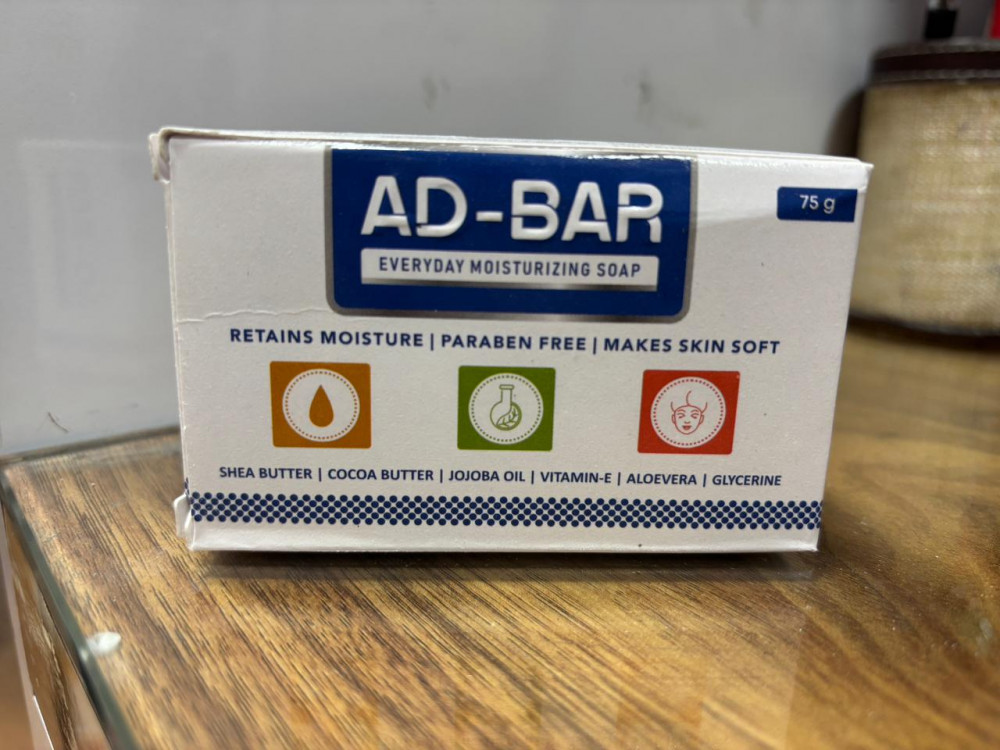 AD-BAR
75 g
EVERYDAY MOISTURIZING SOAP
RETAINS MOISTURE | PARABEN FREE | MAKES SKIN SOFT
SHEA BUTTER | COCOA BUTTER | JOJOBA OIL | VITAMIN-E | ALOEVERA | GLYCERINE